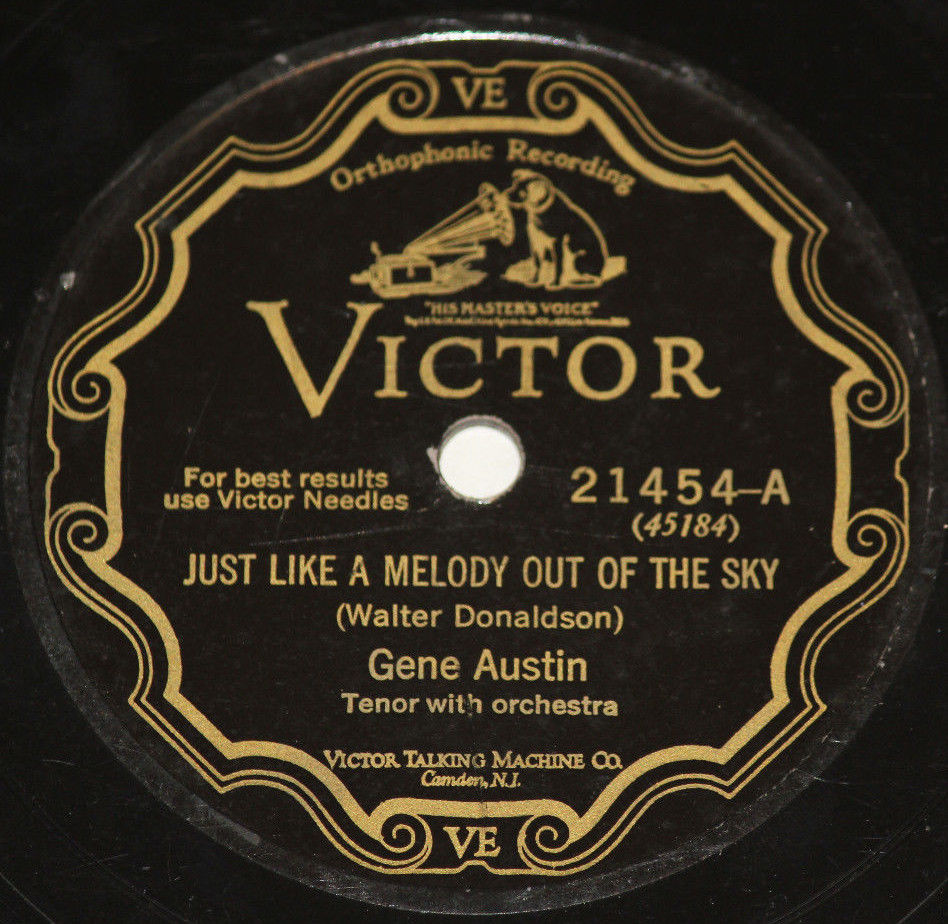 VE
Orthophonic Recording
"HIS MASTER'S VOICE"
VICTOR
For best results
use Victor Needles
21454-A
(45184)
JUST LIKE A MELODY OUT OF THE SKY
(Walter Donaldson)
Gene Austin
Tenor with orchestra
VICTOR TALKING MACHINE CO.
Camden, N.J.
VE